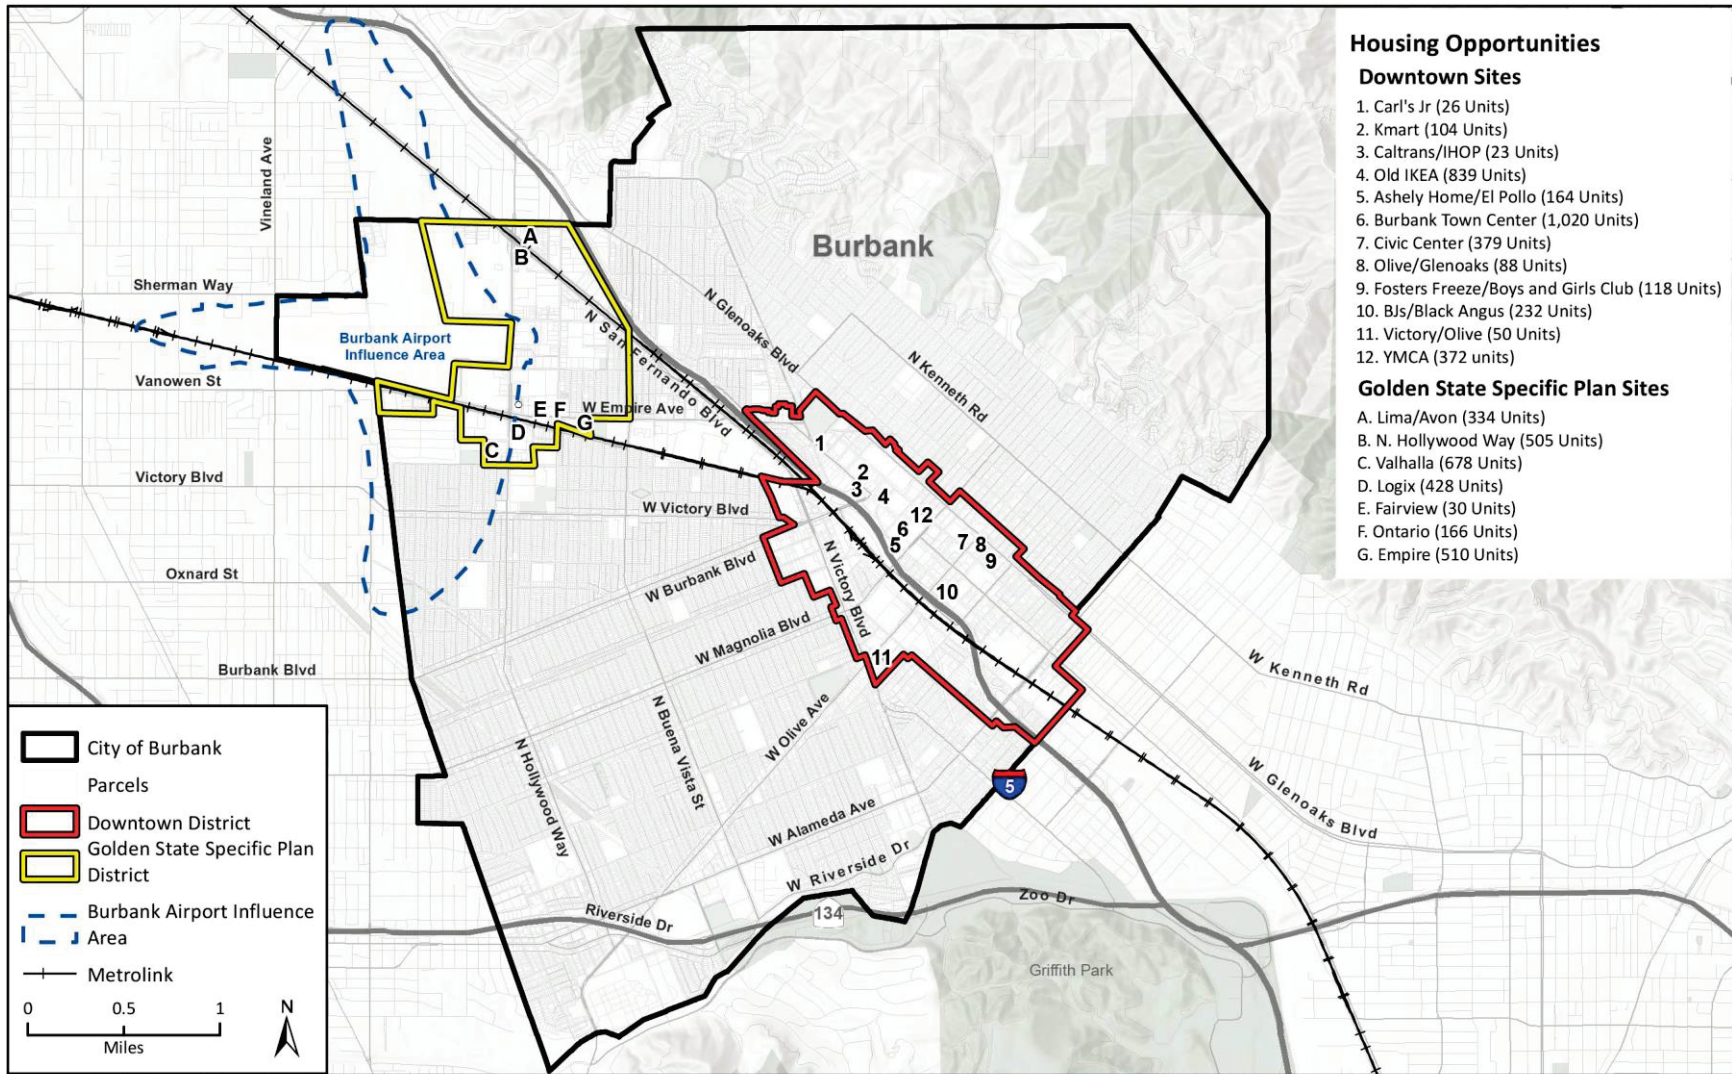 Housing Opportunities
Downtown Sites
1. Carl's Jr (26 Units)
2. Kmart (104 Units)
3. Caltrans/IHOP (23 Units)
4. Old IKEA (839 Units)
5. Ashely Home/El Pollo (164 Units)
6. Burbank Town Center (1,020 Units)
7. Civic Center (379 Units)
8. Olive/Glenoaks (88 Units)
9. Fosters Freeze/Boys and Girls Club (118 Units)
10. BJs/Black Angus (232 Units)
11. Victory/Olive (50 Units)
12. YMCA (372 units)
Golden State Specific Plan Sites
A. Lima/Avon (334 Units)
B. N. Hollywood Way (505 Units)
C. Valhalla (678 Units)
D. Logix (428 Units)
E. Fairview (30 Units)
F. Ontario (166 Units)
G. Empire (510 Units)
Vineland Ave
A
B
Burbank
Sherman Way
N San Fernando Blvd
N Glenoaks Blvd
N Kenneth Rd
Burbank Airport
Influence Area
Vanowen St
E
F
W Empire Ave
G
D
C
1
2
3
4
12
6
5
7
8
9
10
11
Victory Blvd
W Victory Blvd
N Victory Blvd
Oxnard St
W Burbank Blvd
W Magnolia Blvd
Burbank Blvd
W Olive Ave
N Buena Vista St
N Hollywood Way
W Kenneth Rd
W Glenoaks Blvd
5
W Alameda Ave
W Riverside Dr
Riverside Dr
134
Zoo Dr
Griffith Park
City of Burbank
Parcels
Downtown District
Golden State Specific Plan
District
Burbank Airport Influence
Area
Metrolink
0 0.5 1
Miles
N